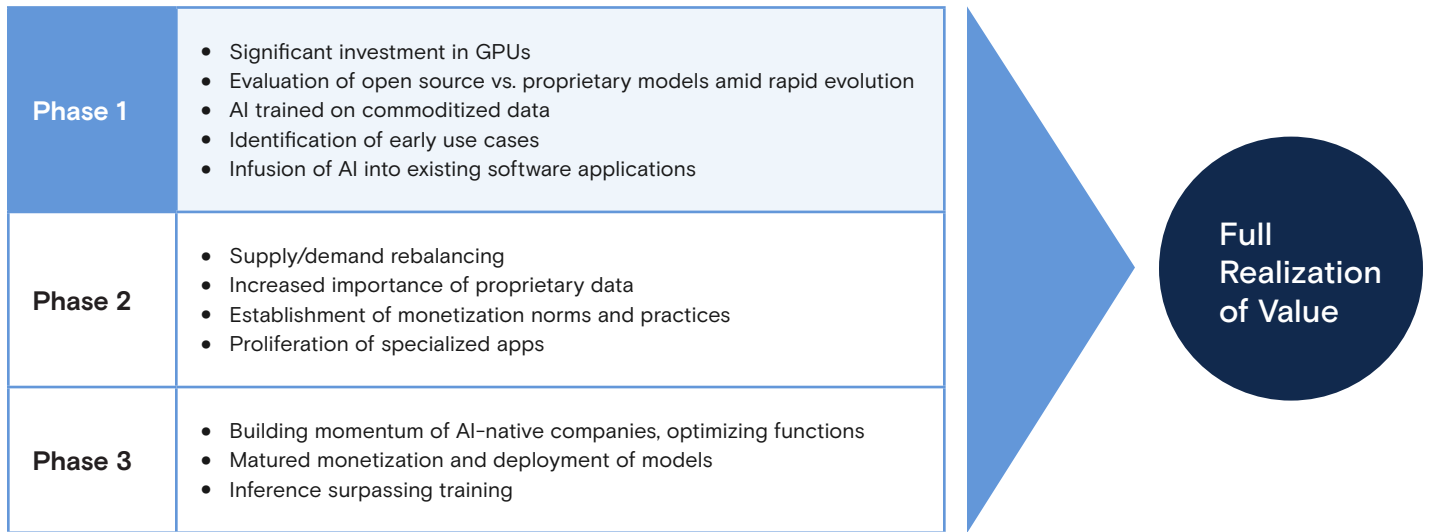 Phase 1
• Significant investment in GPUs
• Evaluation of open source vs. proprietary models amid rapid evolution
• AI trained on commoditized data
• Identification of early use cases
• Infusion of AI into existing software applications
Phase 2
• Supply/demand rebalancing
• Increased importance of proprietary data
• Establishment of monetization norms and practices
• Proliferation of specialized apps
Phase 3
• Building momentum of AI-native companies, optimizing functions
• Matured monetization and deployment of models
• Inference surpassing training
Full
Realization
of Value